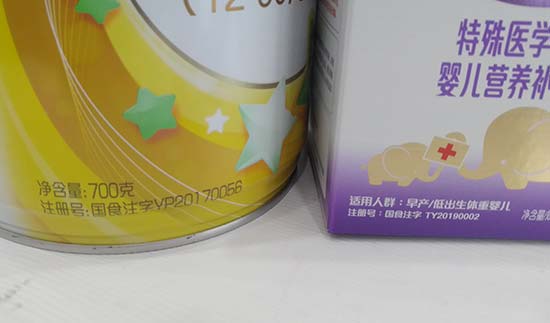 净含量:700克
注册号:国食注字YP20170056
特殊医学
婴儿营养补
适用人群：早产/低出生体重婴儿
注册号：国食注字 TY20190002